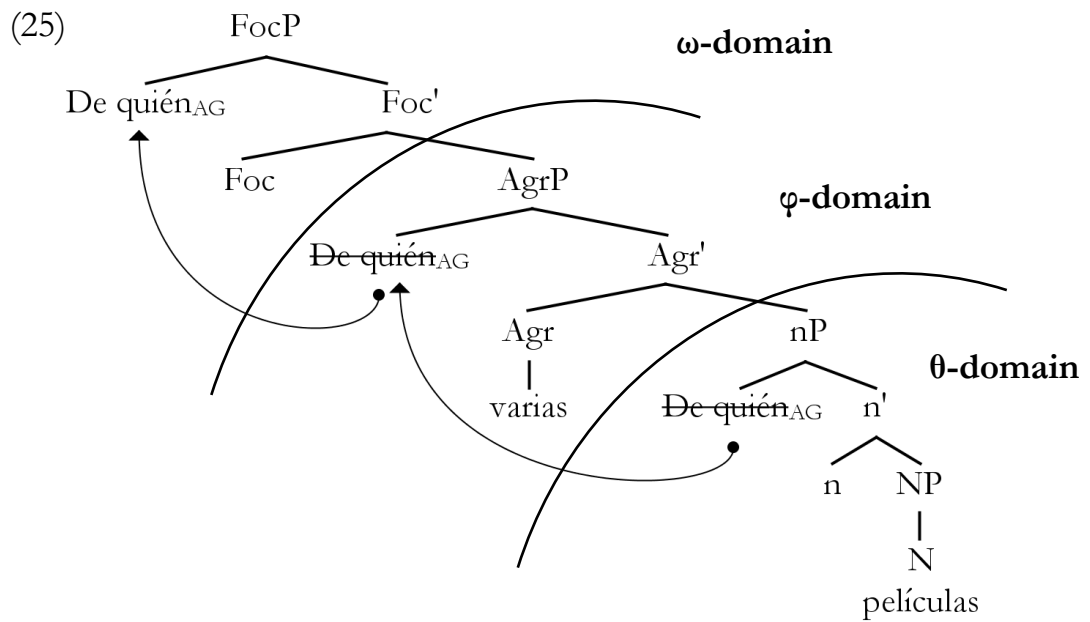 (25)
FocP
ω-domain
De quiénAG Foc'
Foc AgrP
φ-domain
De quiénAG Agr'
Agr nP
θ-domain
varias De quiénAG n'
n NP
N
películas